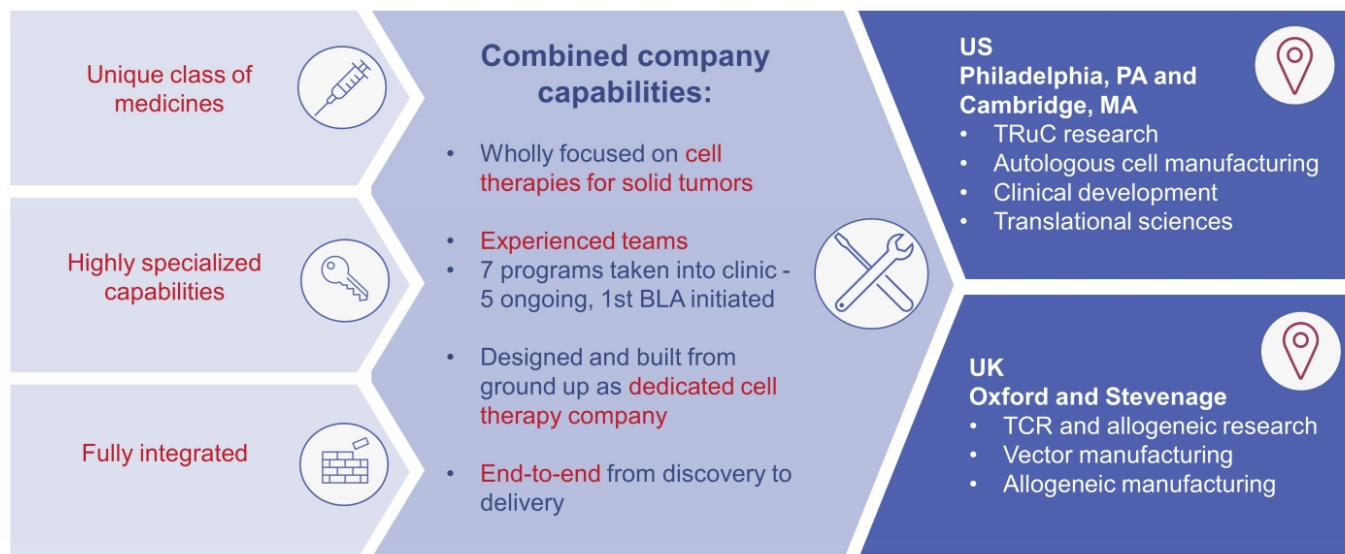 Unique class of
medicines
Highly specialized
capabilities
Fully integrated
Combined company
capabilities:
• Wholly focused on cell
therapies for solid tumors
• Experienced teams
• 7 programs taken into clinic -
5 ongoing, 1st BLA initiated
• Designed and built from
ground up as dedicated cell
therapy company
• End-to-end from discovery to
delivery
US
Philadelphia, PA and
Cambridge, MA
• TRuC research
• Autologous cell manufacturing
• Clinical development
• Translational sciences
UK
Oxford and Stevenage
• TCR and allogeneic research
• Vector manufacturing
• Allogeneic manufacturing